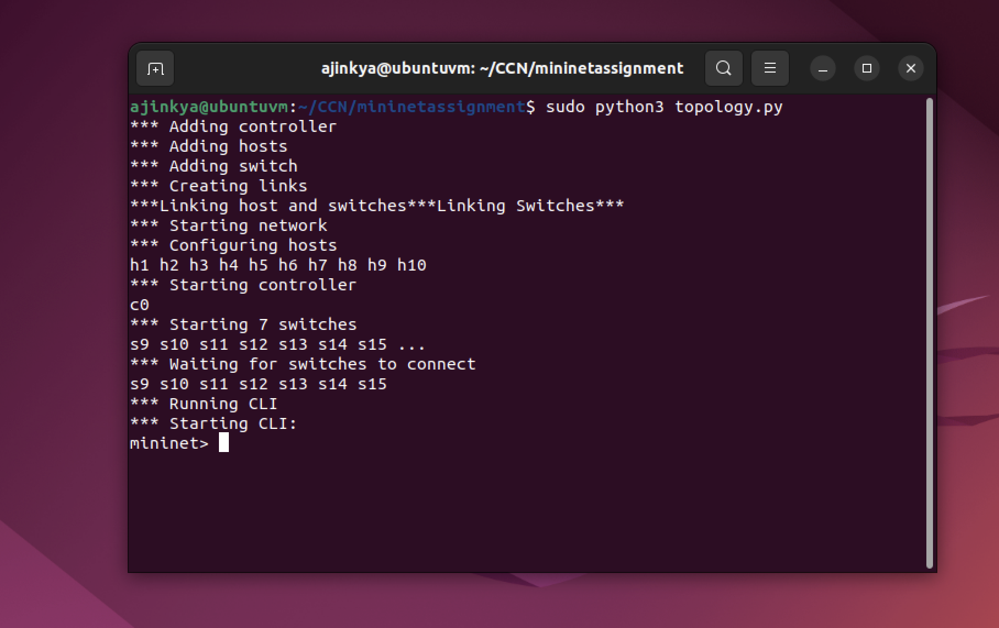 ajinkya@ubuntuvm: ~/CCN/mininetassignment
ajinkya@ubuntuvm:~/CCN/mininetassignment$ sudo python3 topology.py
*** Adding controller
*** Adding hosts
*** Adding switch
*** Creating links
***Linking host and switches***Linking Switches***
*** Starting network
*** Configuring hosts
h1 h2 h3 h4 h5 h6 h7 h8 h9 h10
*** Starting controller
c0
*** Starting 7 switches
s9 s10 s11 s12 s13 s14 s15 ...
*** Waiting for switches to connect
s9 s10 s11 s12 s13 s14 s15
*** Running CLI
*** Starting CLI:
mininet>